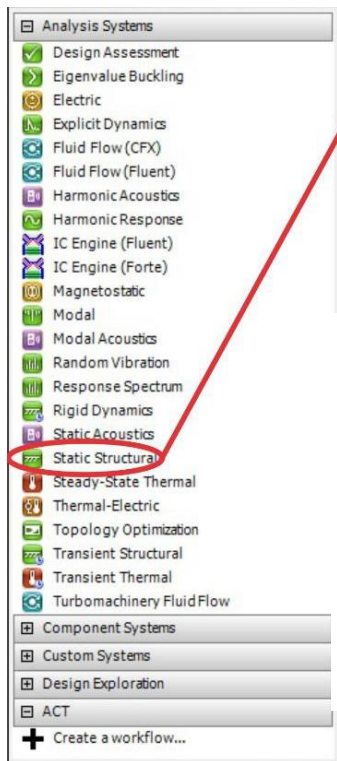 Analysis Systems
Design Assessment
Eigenvalue Buckling
Electric
Explicit Dynamics
Fluid Flow (CFX)
Fluid Flow (Fluent)
Harmonic Acoustics
Harmonic Response
IC Engine (Fluent)
IC Engine (Forte)
Magnetostatic
Modal
Modal Acoustics
Random Vibration
Response Spectrum
Rigid Dynamics
Static Acoustics
Static Structural
Steady-State Thermal
Thermal-Electric
Topology Optimization
Transient Structural
Transient Thermal
Turbomachinery Fluid Flow
Component Systems
Custom Systems
Design Exploration
ACT
Create a workflow...